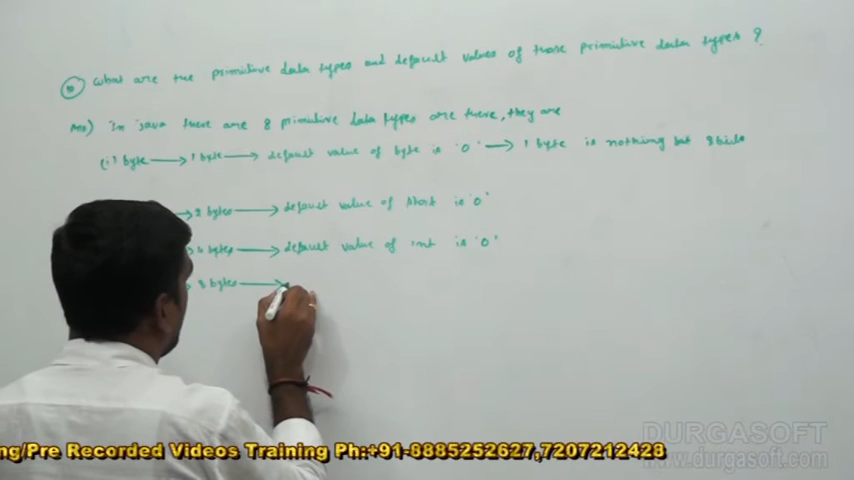 (10) What are the primitive data types and default values of those primitive data types ?
Ans) In java there are 8 primitive data types are there, they are
(i) byte → 1 byte → default value of byte is '0' → 1 byte is nothing but 8 bits
→ 2 bytes → default value of short is '0'
→ 4 bytes → default value of int is '0'
→ 8 bytes →
DURGASOFT
www.durgasoft.com
ng/Pre Recorded Video Training Ph:+91-8885252627,7207212428